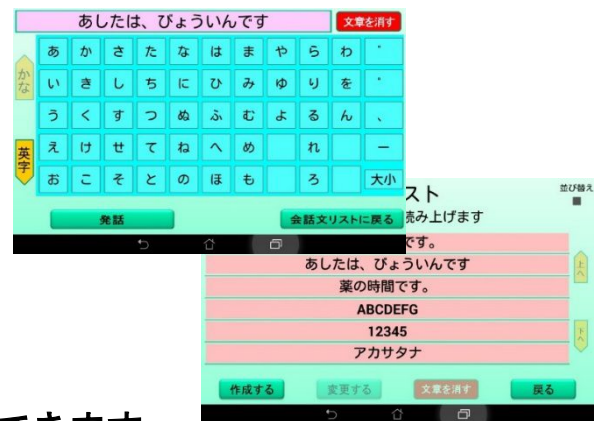 あしたは、びょういんです
文章を消す
あ か さ た な は ま や ら わ ゛
い き し ち に ひ み ゆ り を ゜
う く す つ ぬ ふ む よ る ん 、
え け せ て ね へ め れ ー
お こ そ と の ほ も ろ 大小
かな
英字
発話
会話文リストに戻る
スト
並び替え
読み上げます
です。
あしたは、びょういんです
薬の時間です。
ABCDEFG
12345
アカサタナ
上へ
下へ
作成する
変更する
文章を消す
戻る